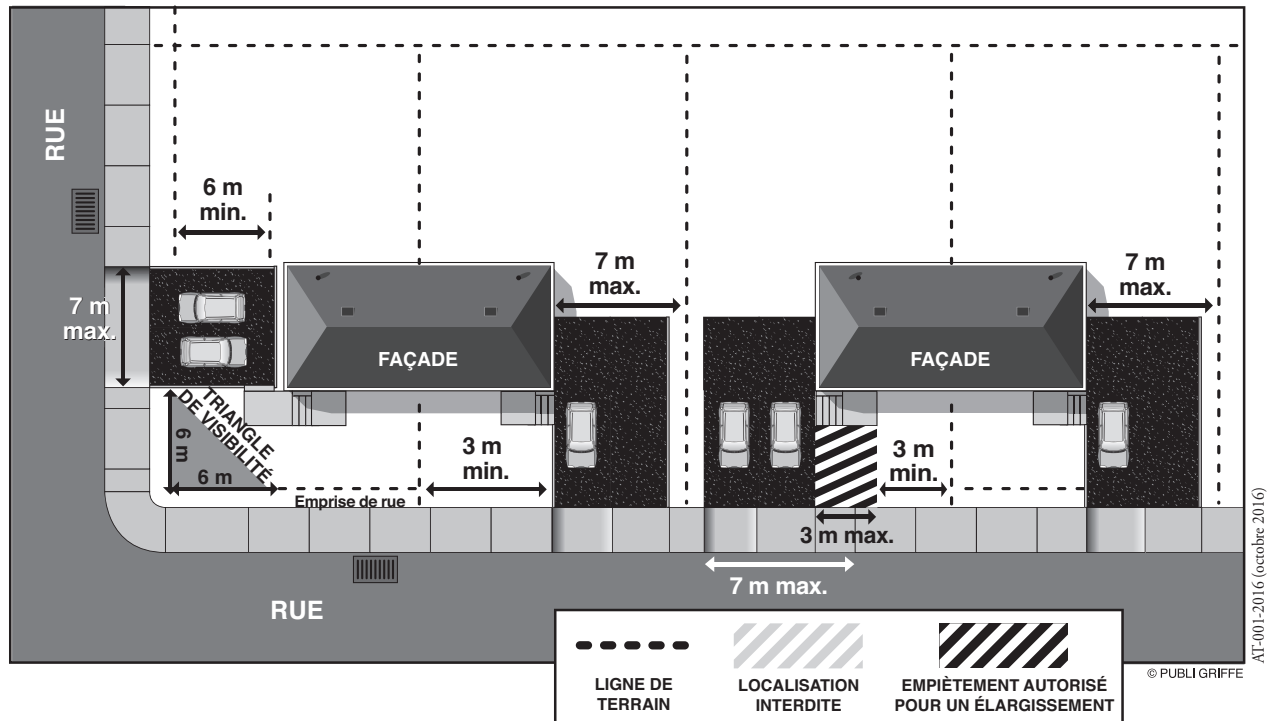 RUE
6 m
min.
7 m
max.
7 m
max.
7 m
max.
FAÇADE
FAÇADE
TRIANGLE
DE VISIBILITÉ
6 m
6 m
3 m
min.
3 m
min.
Emprise de rue
3 m max.
7 m max.
RUE
LIGNE DE
TERRAIN
LOCALISATION
INTERDITE
EMPIÈTEMENT AUTORISÉ
POUR UN ÉLARGISSEMENT
© PUBLI GRIFFE
AT-001-2016 (octobre 2016)